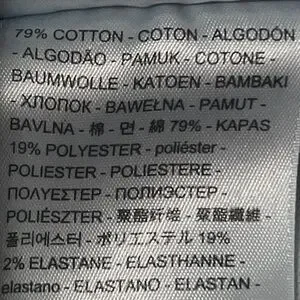 79% COTTON - COTON - ALGODÓN
- ALGODÃO - PAMUK - COTONE -
BAUMWOLLE - KATOEN - BAMBAKI
- ХЛОПОК - BAWEŁNA - PAMUT -
BAVLNA - 棉 - 면 - 綿 79% - KAPAS
19% POLYESTER - poliéster -
POLIESTER - POLIESTERE -
ΠΟΛΥΕΣΤΕΡ - ПОЛИЭСТЕР -
POLIÉSZTER - 聚酯纤维 - 聚酯纖維 -
폴리에스터 - ポリエステル 19%
2% ELASTANE - ELASTHANNE -
elastano - ELASTANO - ELASTAN -